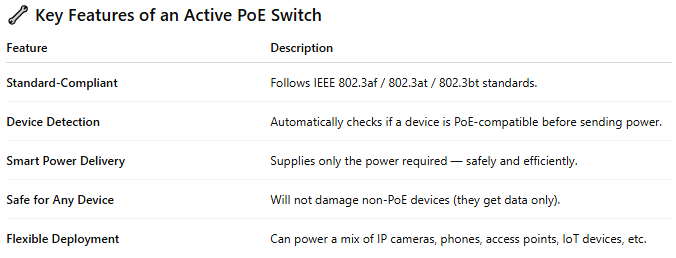 Key Features of an Active PoE Switch
Feature Description
Standard-Compliant Follows IEEE 802.3af / 802.3at / 802.3bt standards.
Device Detection Automatically checks if a device is PoE-compatible before sending power.
Smart Power Delivery Supplies only the power required — safely and efficiently.
Safe for Any Device Will not damage non-PoE devices (they get data only).
Flexible Deployment Can power a mix of IP cameras, phones, access points, IoT devices, etc.